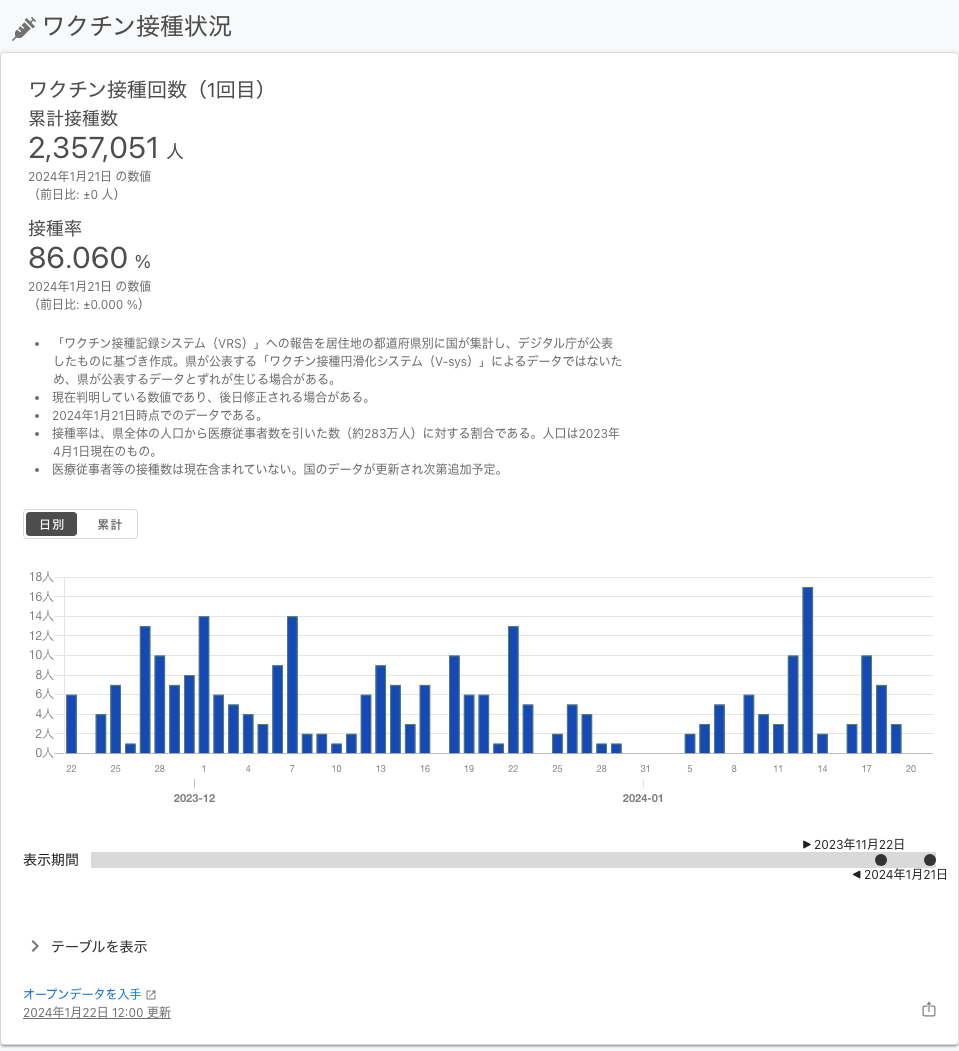 ワクチン接種状況
ワクチン接種回数（1回目）
累計接種数
2,357,051 人
2024年1月21日 の数値
（前日比: ±0 人）
接種率
86.060 %
2024年1月21日 の数値
（前日比: ±0.000 %）
• 「ワクチン接種記録システム（VRS）」への報告を居住地の都道府県別に国が集計し、デジタル庁が公表
したものに基づき作成。県が公表する「ワクチン接種円滑化システム（V-sys）」によるデータではないた
め、県が公表するデータとずれが生じる場合がある。
• 現在判明している数値であり、後日修正される場合がある。
• 2024年1月21日時点でのデータである。
• 接種率は、県全体の人口から医療従事者数を引いた数（約283万人）に対する割合である。人口は2023年
4月1日現在のもの。
• 医療従事者等の接種数は現在含まれていない。国のデータが更新され次第追加予定。
日別 累計
18人
16人
14人
12人
10人
8人
6人
4人
2人
0人
22 25 28 1 4 7 10 13 16 19 22 25 28 31 5 8 11 14 17 20
2023-12 2024-01
▶ 2023年11月22日
表示期間
◀ 2024年1月21日
テーブルを表示
オープンデータを入手
2024年1月22日 12:00 更新